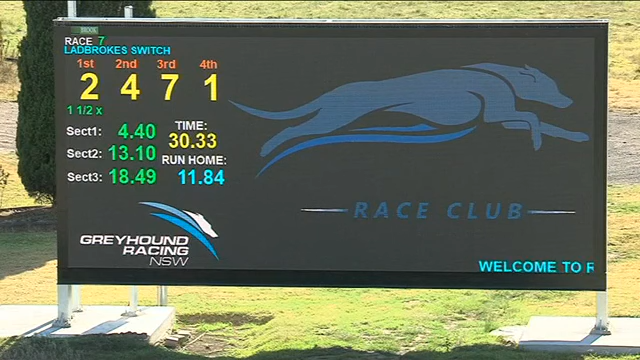 RACE 7
LADBROKES SWITCH
1st 2nd 3rd 4th
2 4 7 1
1 1/2 x
Sect1: 4.40
Sect2: 13.10
Sect3: 18.49
TIME:
30.33
RUN HOME:
11.84
RACE CLUB
GREYHOUND
RACING
NSW
WELCOME TO R